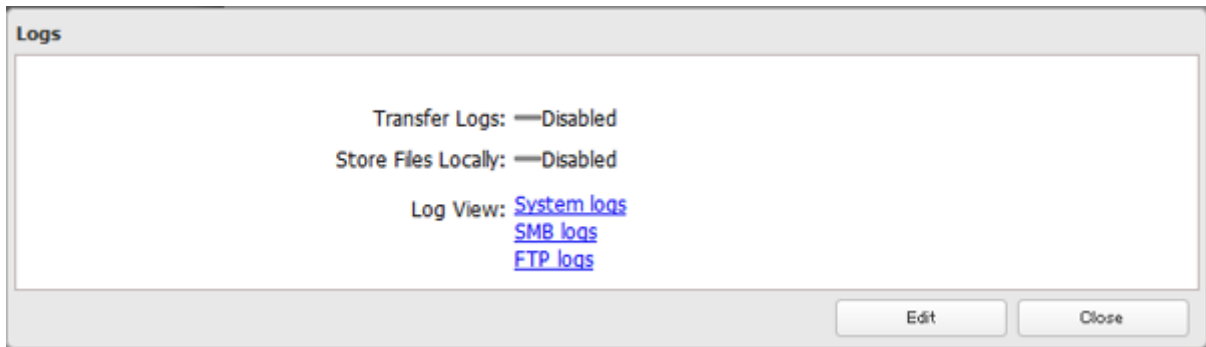 Logs
Transfer Logs: Disabled
Store Files Locally: Disabled
Log View: System logs
SMB logs
FTP logs
Edit Close